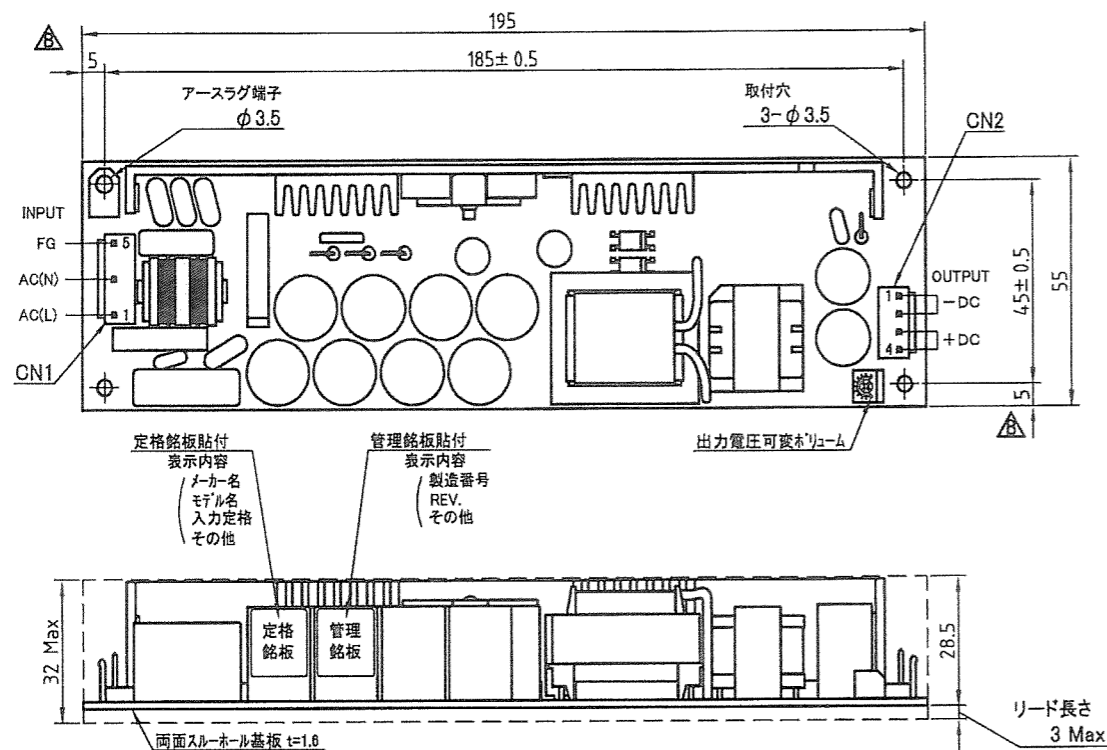 195
B
5
185± 0.5
アースラグ端子
φ3.5
取付穴
3-φ3.5
CN2
INPUT
FG
5
AC(N)
AC(L)
1
CN1
OUTPUT
1
-DC
+DC
4
45± 0.5
55
5
B
定格銘板貼付
表示内容
メーカー名
モデル名
入力定格
その他
管理銘板貼付
表示内容
製造番号
REV.
その他
出力電圧可変ボリューム
32 Max
定格
銘板
管理
銘板
28.5
リード長さ
3 Max
両面スルーホール基板 t=1.6